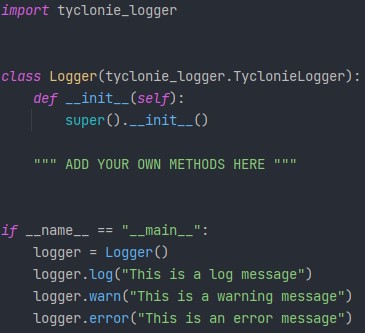 import tyclonie_logger
class Logger(tyclonie_logger.TyclonieLogger):
    def __init__(self):
        super().__init__()
    """ ADD YOUR OWN METHODS HERE """
if __name__ == "__main__":
    logger = Logger()
    logger.log("This is a log message")
    logger.warn("This is a warning message")
    logger.error("This is an error message")